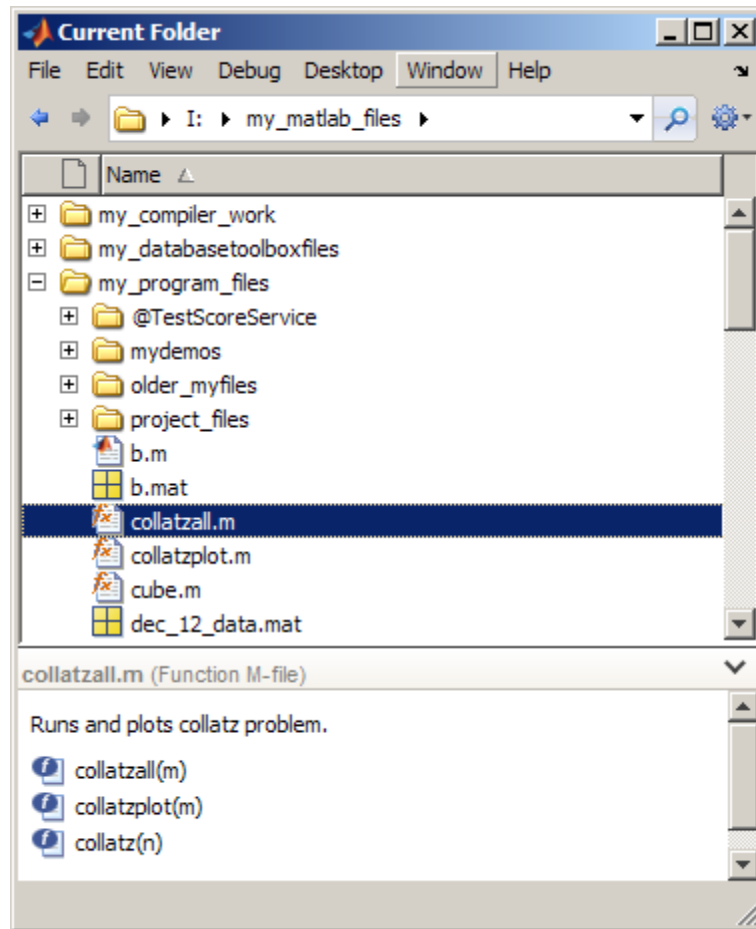 Current Folder
File Edit View Debug Desktop Window Help
I: my_matlab_files
Name
my_compiler_work
my_databasetoolboxfiles
my_program_files
@TestScoreService
mydemos
older_myfiles
project_files
b.m
b.mat
collatzall.m
collatzplot.m
cube.m
dec_12_data.mat
collatzall.m (Function M-file)
Runs and plots collatz problem.
collatzall(m)
collatzplot(m)
collatz(n)